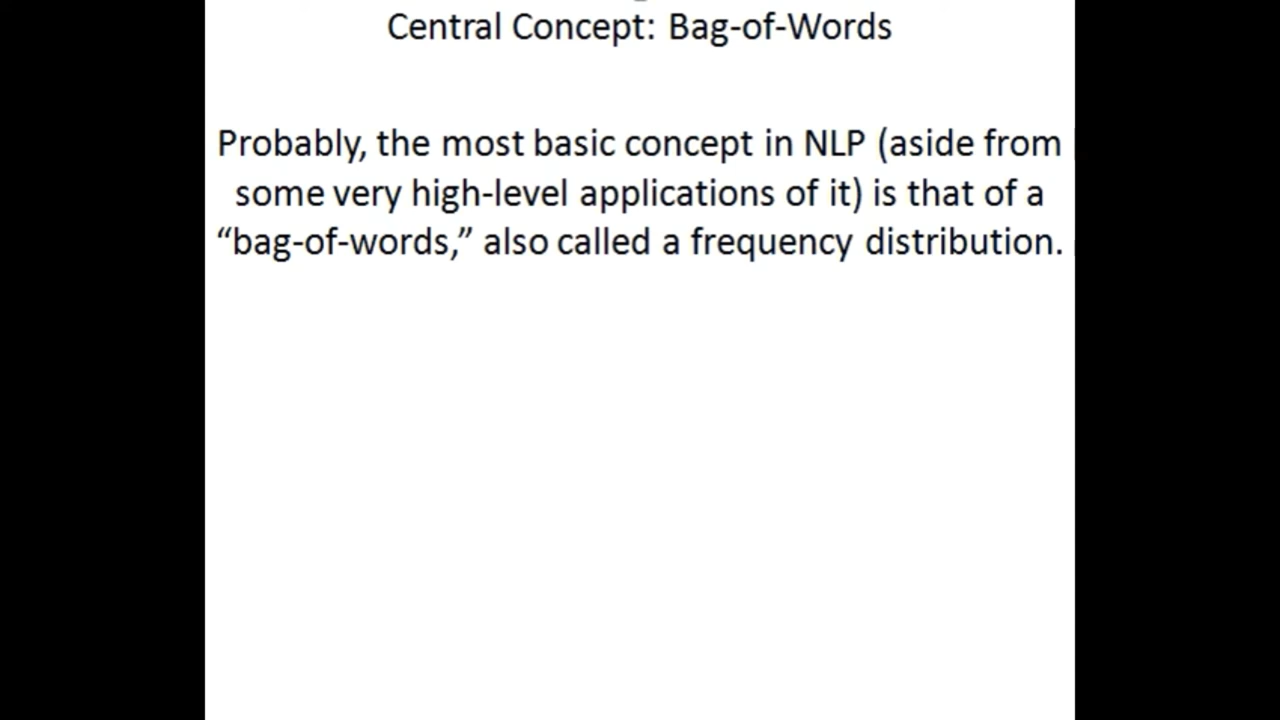 Central Concept: Bag-of-Words
Probably, the most basic concept in NLP (aside from
some very high-level applications of it) is that of a
“bag-of-words,” also called a frequency distribution.